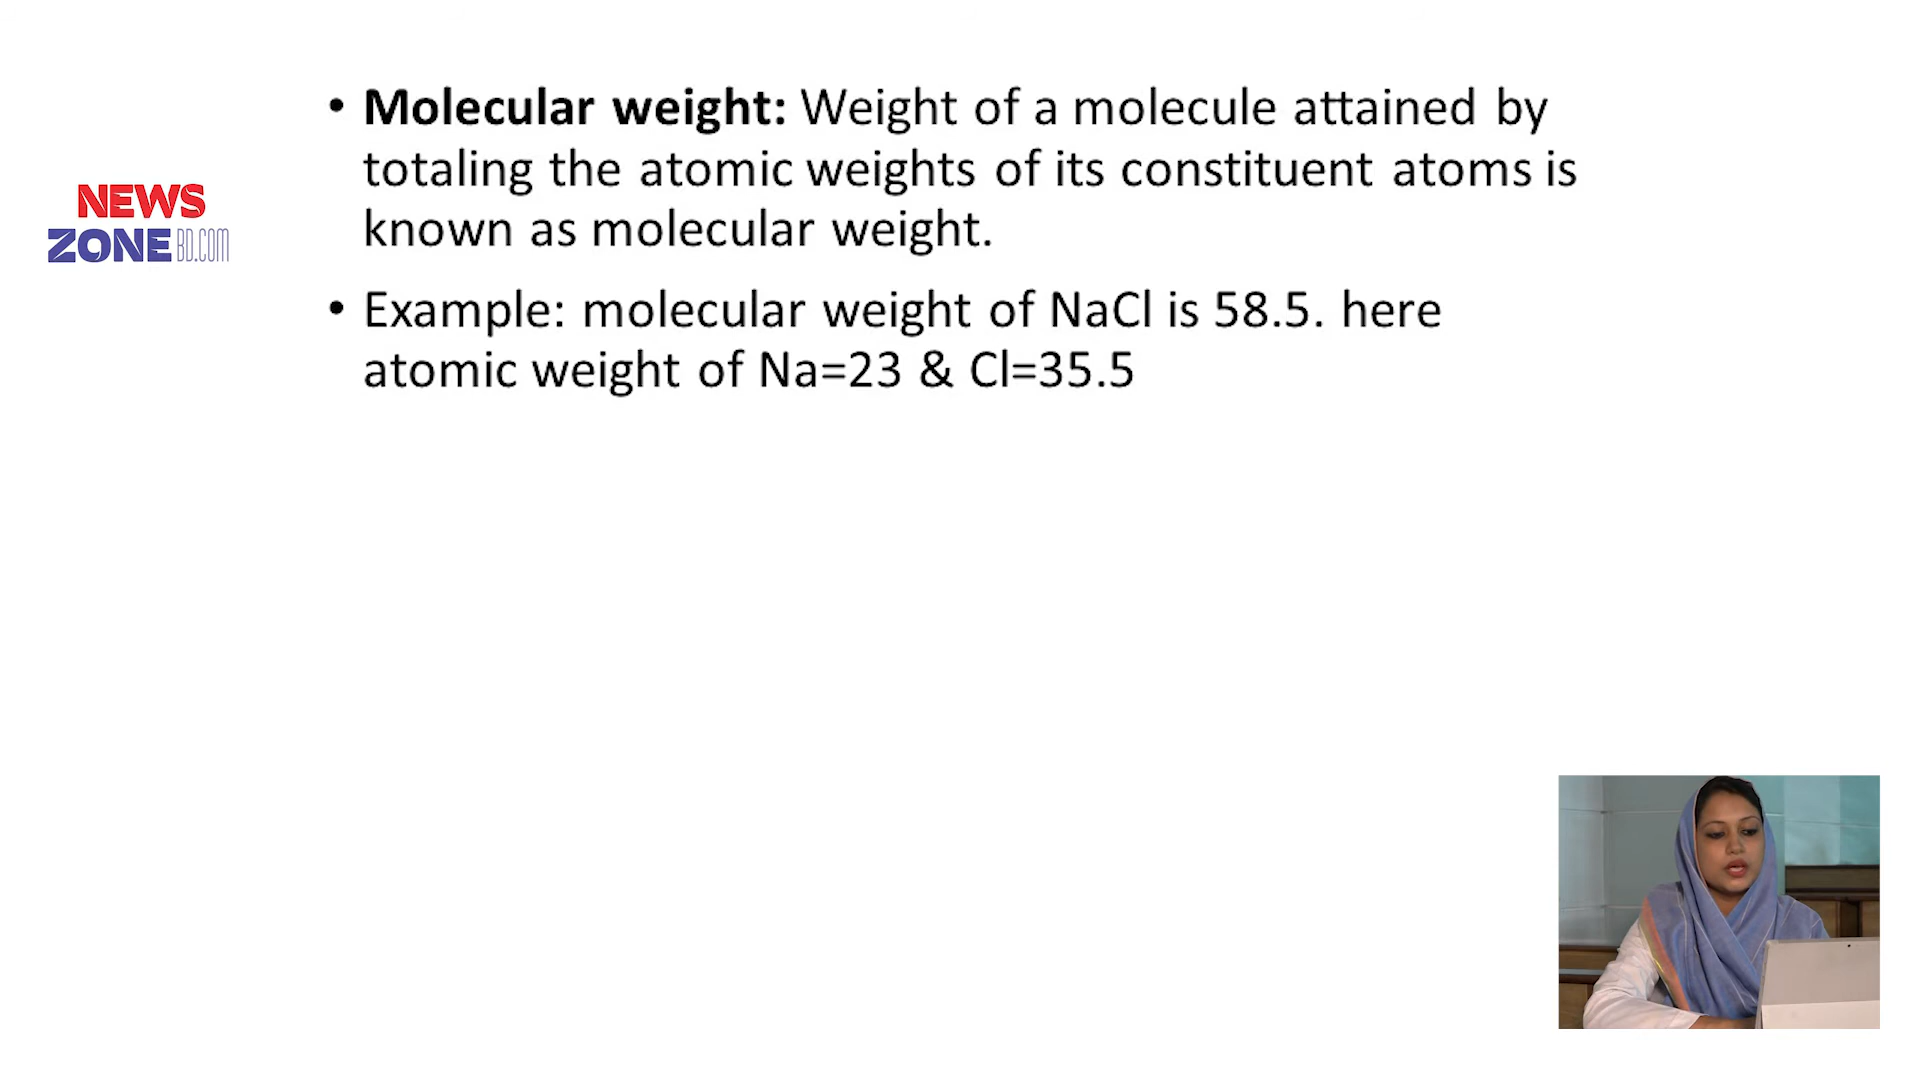 • Molecular weight: Weight of a molecule attained by
totaling the atomic weights of its constituent atoms is
known as molecular weight.
• Example: molecular weight of NaCl is 58.5. here
atomic weight of Na=23 & Cl=35.5
NEWS
ZONE BD.COM